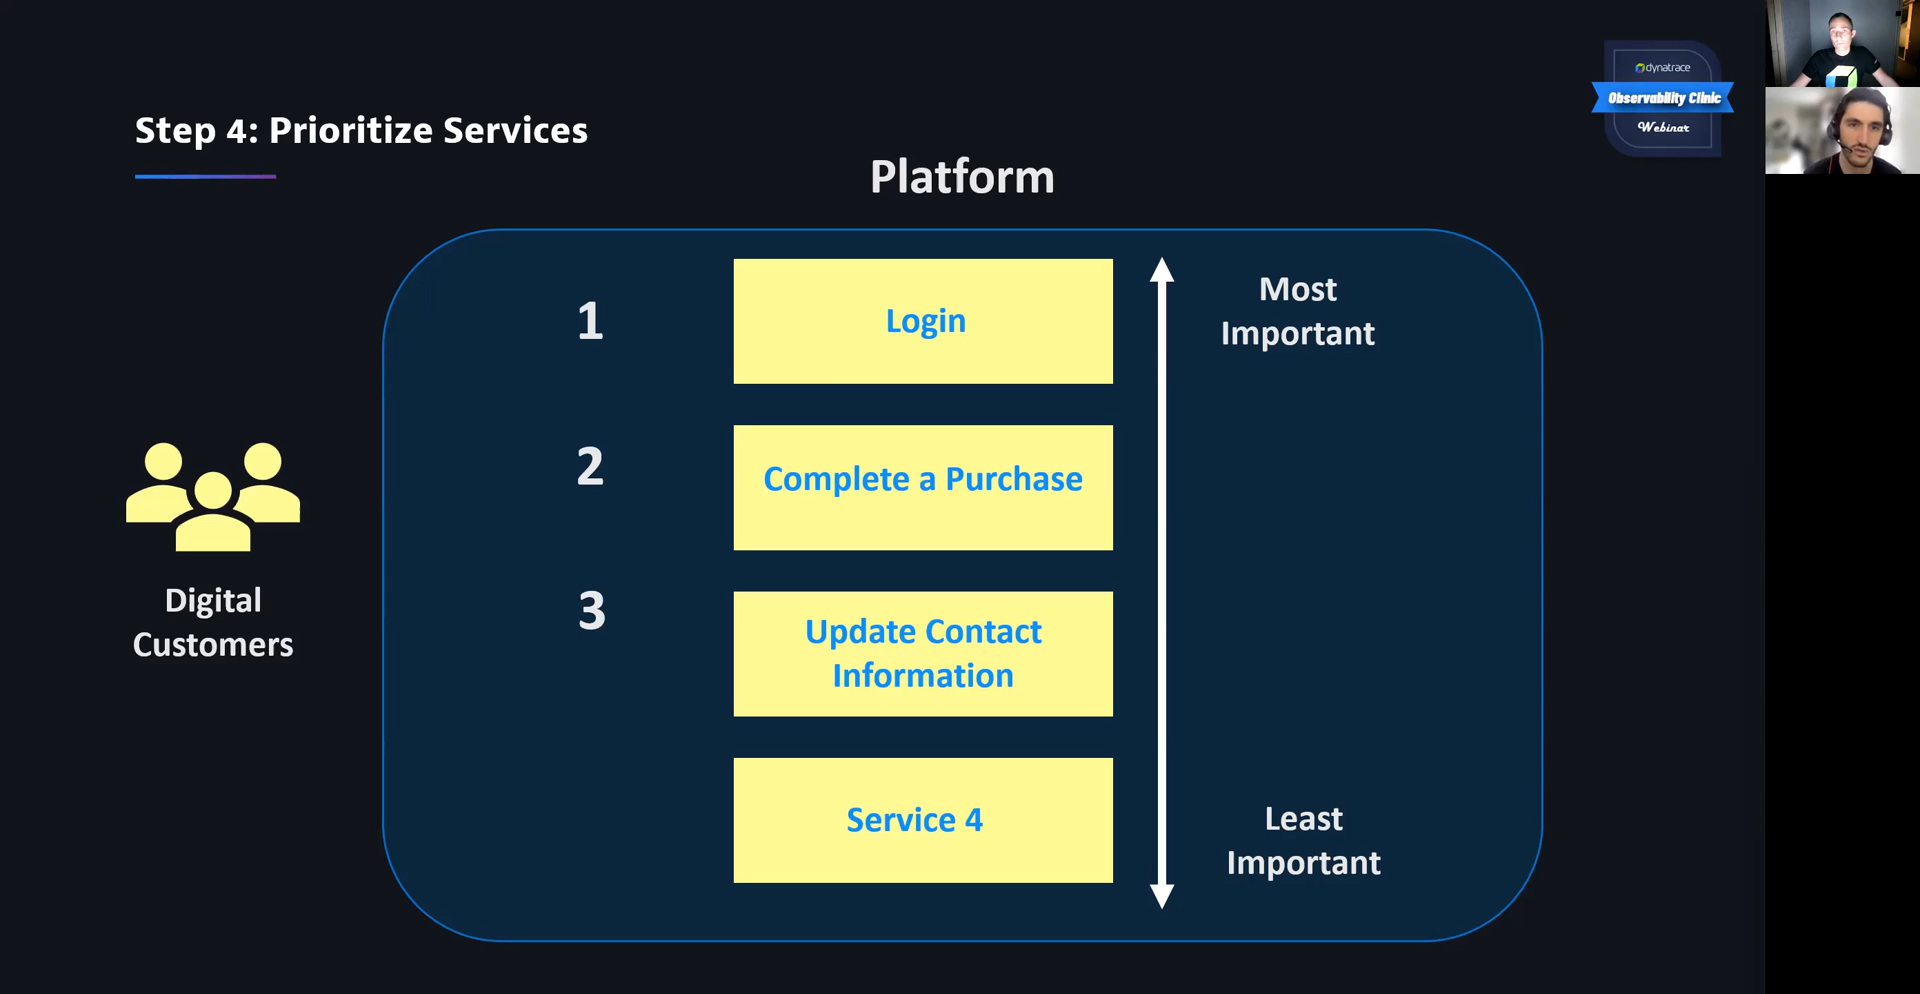 Step 4: Prioritize Services
dynatrace
Observability Clinic
Webinar
Platform
1
Login
Most
Important
2
Complete a Purchase
3
Update Contact
Information
Digital
Customers
Service 4
Least
Important